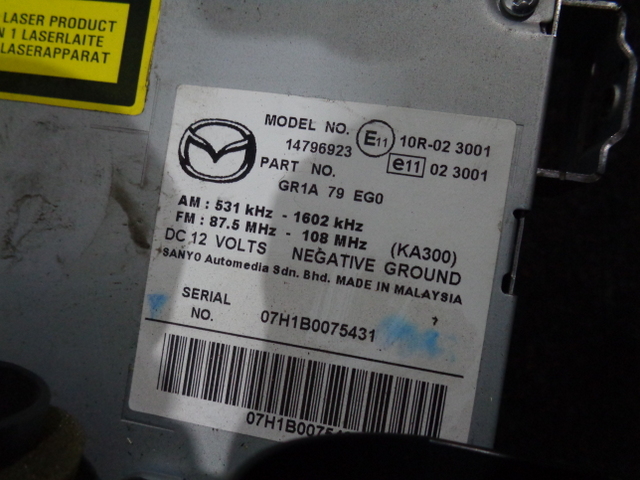 LASER PRODUCT
N 1 LASERLAITE
LASERAPPARAT
MODEL NO.
14796923
E11
10R-02 3001
e11
02 3001
PART NO.
GR1A 79 EG0
AM : 531 kHz - 1602 kHz
FM : 87.5 MHz - 108 MHz (KA300)
DC 12 VOLTS NEGATIVE GROUND
SANYO Automedia Sdn. Bhd. MADE IN MALAYSIA
SERIAL
NO.
07H1B0075431